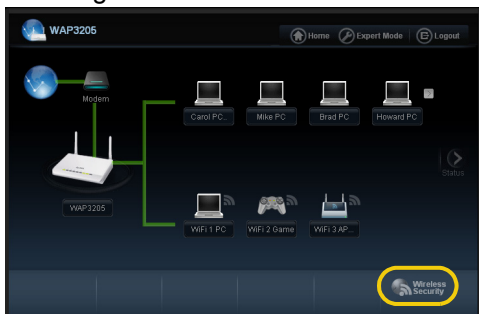 WAP3205
Home Expert Mode Logout
Modem
Carol PC.. Mike PC Brad PC Howard PC
Status
WAP3205
WiFi 1 PC WiFi 2 Game WiFi 3 AP...
Wireless
Security